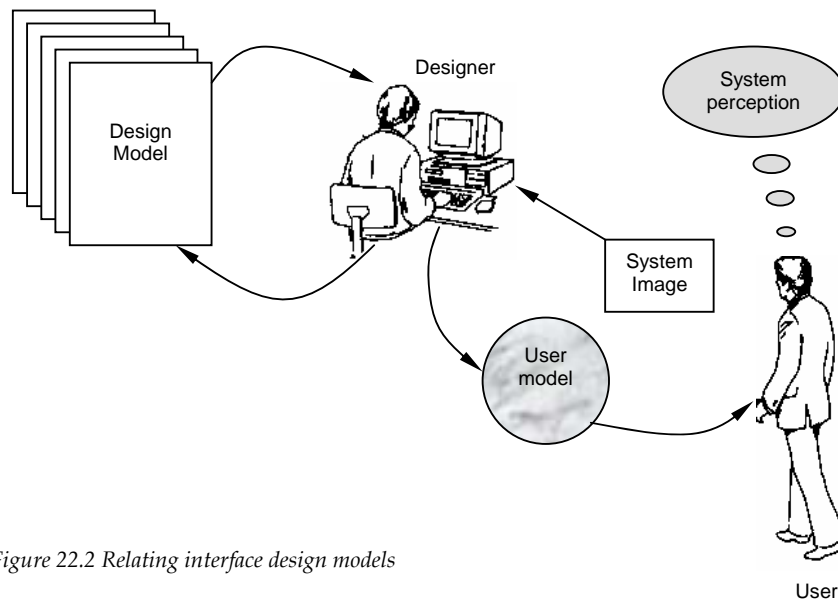 Designer
System
perception
Design
Model
System
Image
User
model
Figure 22.2 Relating interface design models
User